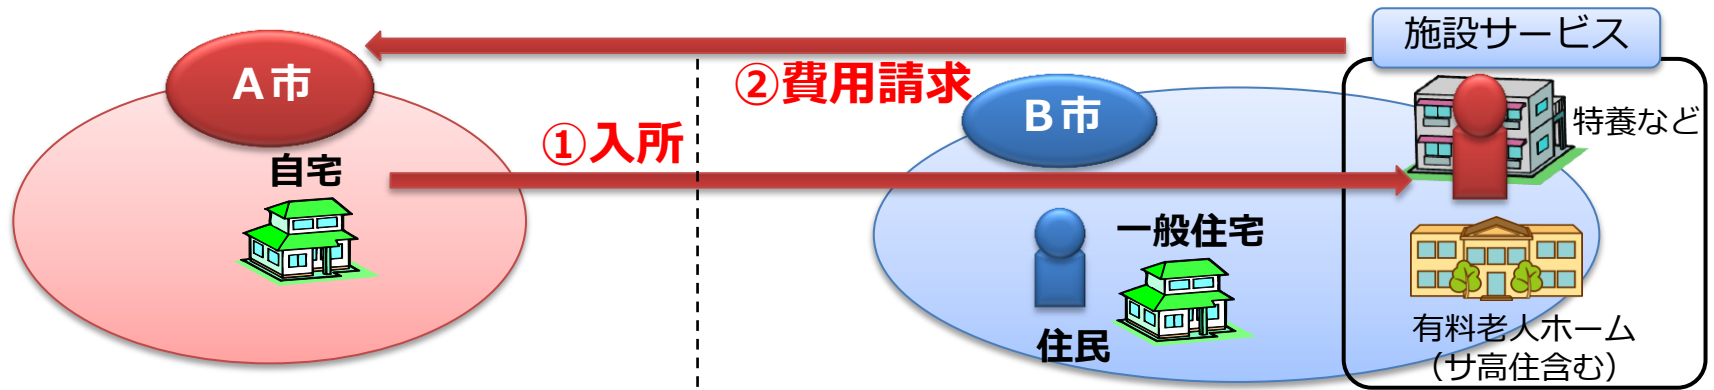 施設サービス
A市
②費用請求
B市
特養など
①入所
自宅
一般住宅
住民
有料老人ホーム
（サ高住含む）